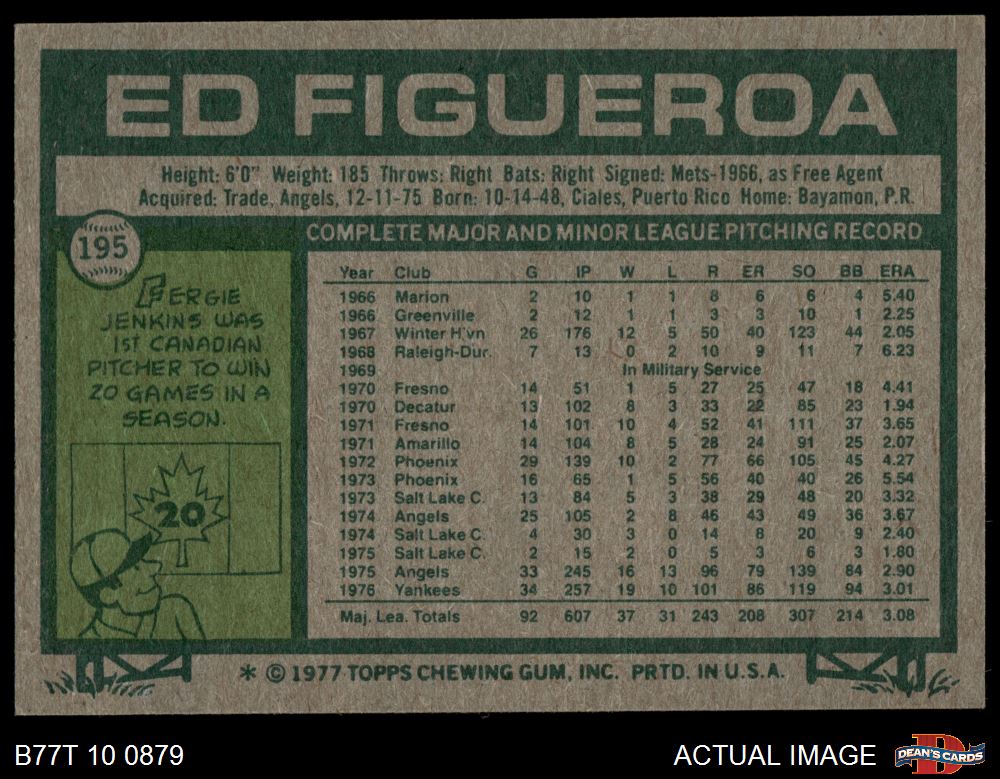 ED FIGUEROA
Height: 6'0" Weight: 185 Throws: Right Bats: Right Signed: Mets-1966, as Free Agent
Acquired: Trade, Angels, 12-11-75 Born: 10-14-48, Ciales, Puerto Rico Home: Bayamon, P.R.
195
FERGIE
JENKINS WAS
1ST CANADIAN
PITCHER TO WIN
20 GAMES IN A
SEASON.
20
COMPLETE MAJOR AND MINOR LEAGUE PITCHING RECORD
Year Club G IP W L R ER SO BB ERA
1966 Marion 2 10 1 1 8 6 6 4 5.40
1966 Greenville 2 12 1 1 3 3 10 1 2.25
1967 Winter H'vn 26 176 12 5 50 40 123 44 2.05
1968 Raleigh-Dur. 7 13 0 2 10 9 11 7 6.23
1969 In Military Service
1970 Fresno 14 51 1 5 27 25 47 18 4.41
1970 Decatur 13 102 8 3 33 22 85 23 1.94
1971 Fresno 14 101 10 4 52 41 111 37 3.65
1971 Amarillo 14 104 8 5 28 24 91 25 2.07
1972 Phoenix 29 139 10 2 77 66 105 45 4.27
1973 Phoenix 16 65 1 5 56 40 40 26 5.54
1973 Salt Lake C. 13 84 5 3 38 29 48 20 3.32
1974 Angels 25 105 2 8 46 43 49 36 3.67
1974 Salt Lake C. 4 30 3 0 14 8 20 9 2.40
1975 Salt Lake C. 2 15 2 0 5 3 6 3 1.80
1975 Angels 33 245 16 13 96 79 139 84 2.90
1976 Yankees 34 257 19 10 101 86 119 94 3.01
Maj. Lea. Totals 92 607 37 31 243 208 307 214 3.08
* © 1977 TOPPS CHEWING GUM, INC. PRTD. IN U.S.A.
B77T 10 0879
ACTUAL IMAGE
D
DEAN'S CARDS